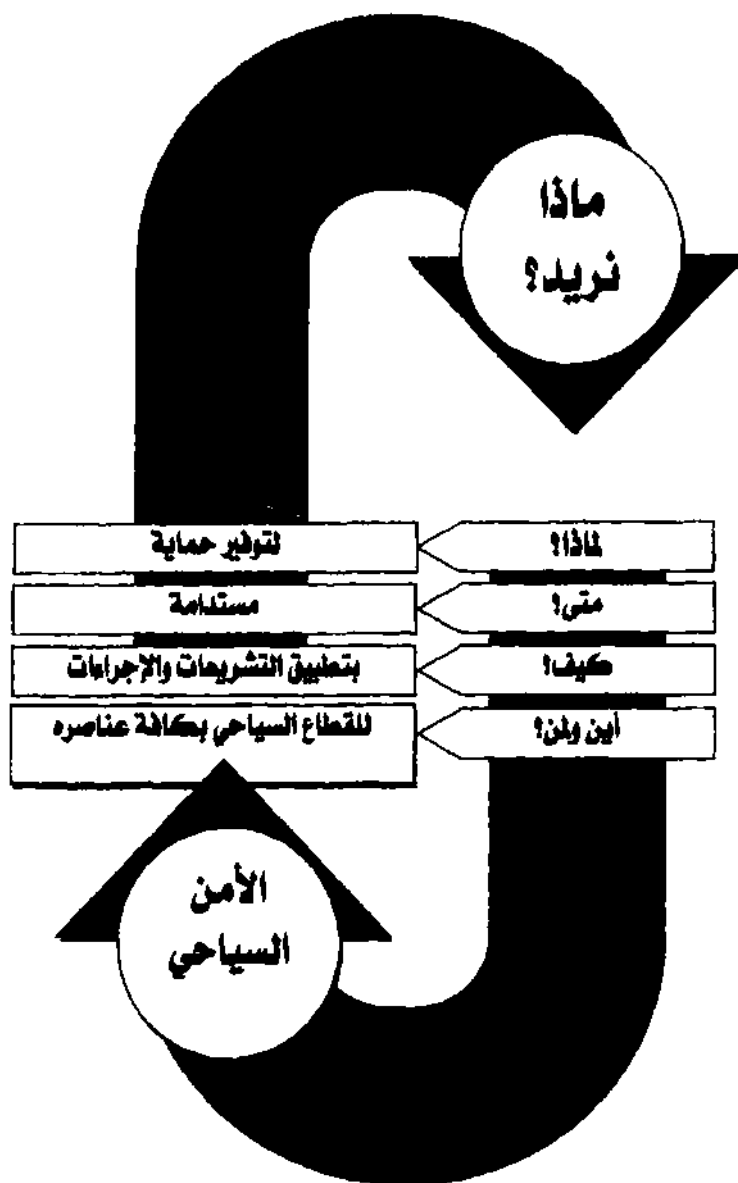 ماذا
نريد؟
لماذا؟
لتوفير حماية
متى؟
مستدامة
كيف؟
بتطبيق التشريعات والإجراءات
أين ولمن؟
للقطاع السياحي بكافة عناصره
الأمن
السياحي